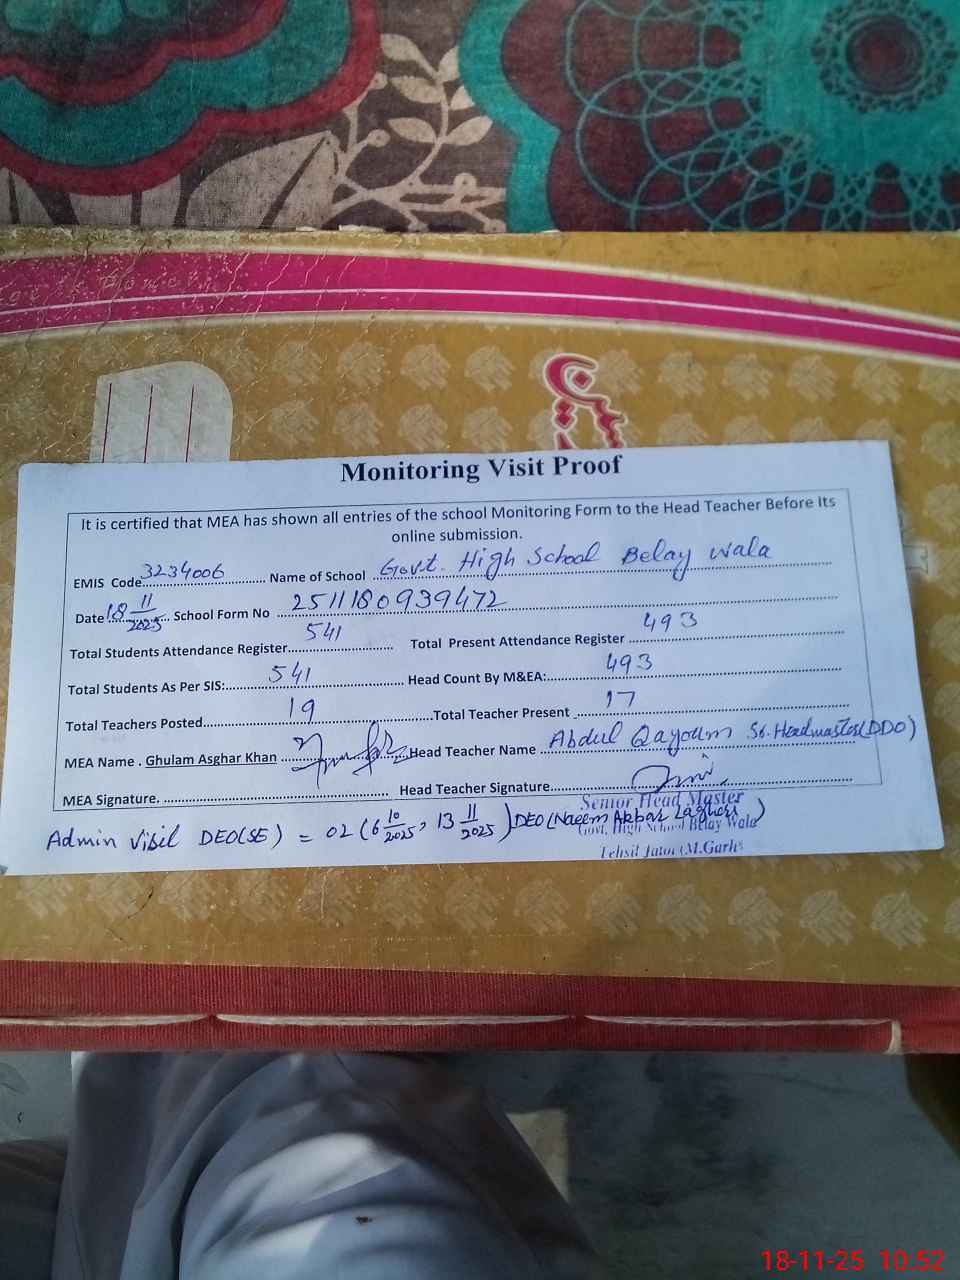 Monitoring Visit Proof
It is certified that MEA has shown all entries of the school Monitoring Form to the Head Teacher Before Its
online submission.
EMIS Code 3234006 Name of School Govt. High School Belay wala
Date 18 11/2025 School Form No 2511180939472
Total Students Attendance Register 541 Total Present Attendance Register 493
Total Students As Per SIS: 541 Head Count By M&EA: 493
Total Teachers Posted 19 Total Teacher Present 17
MEA Name . Ghulam Asghar Khan Head Teacher Name Abdul Qayoum Sr. Headmaster (DDO)
MEA Signature. Head Teacher Signature
Senior Head Master
Admin Visit DEO(SE) = 02 (6 10/2025, 13 11/2025) DEO (Naeem Akbar Laghari)
Govt. High School Belay Wala
Tehsil Jatoi (M.Garh)
18-11-25 10:52